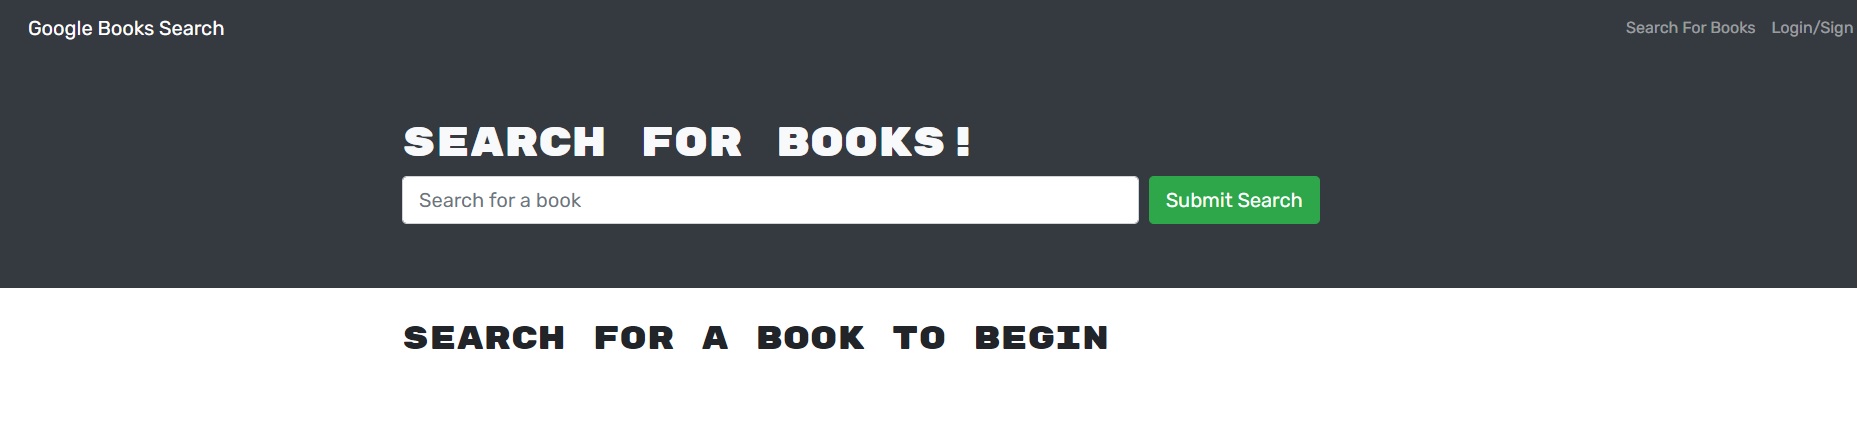 Google Books Search
Search For Books
Login/Sign
SEARCH FOR BOOKS!
Search for a book
Submit Search
SEARCH FOR A BOOK TO BEGIN